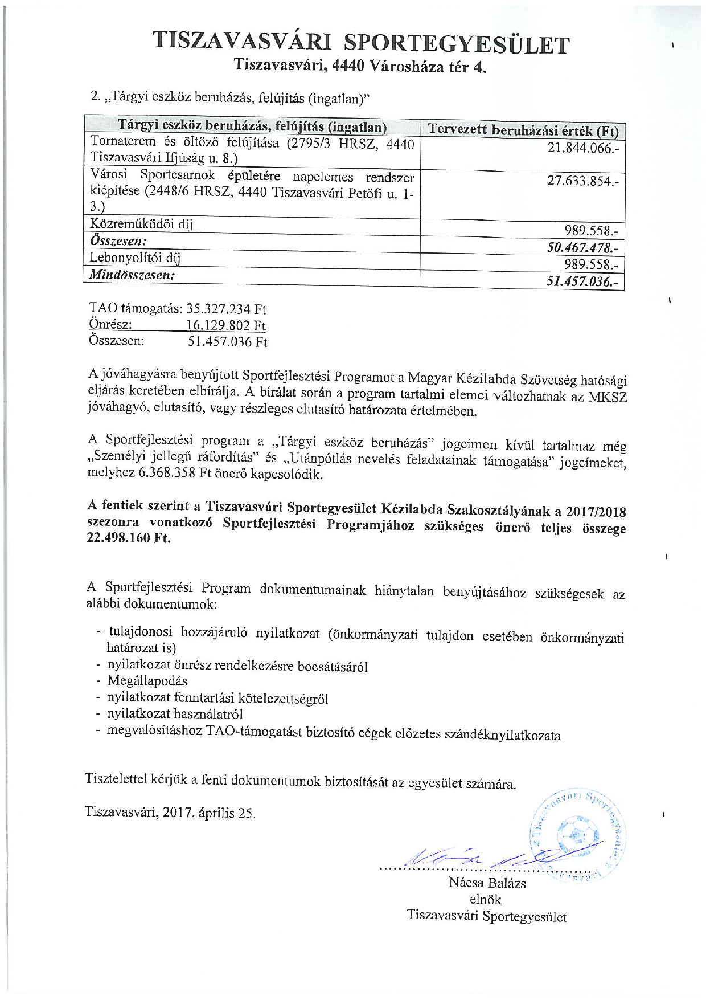 TISZAVASVÁRI SPORTEGYESÜLET
Tiszavasvári, 4440 Városháza tér 4.
2. „Tárgyi eszköz beruházás, felújítás (ingatlan)”
Tárgyi eszköz beruházás, felújítás (ingatlan) Tervezett beruházási érték (Ft)
Tornaterem és öltöző felújítása (2795/3 HRSZ, 4440 21.844.066.-
Tiszavasvári Ifjúság u. 8.)
Városi Sportcsarnok épületére napelemes rendszer 27.633.854.-
kiépítése (2448/6 HRSZ, 4440 Tiszavasvári Petőfi u. 1-
3.)
Közreműködői díj 989.558.-
Összesen: 50.467.478.-
Lebonyolítói díj 989.558.-
Mindösszesen: 51.457.036.-
TAO támogatás: 35.327.234 Ft
Önrész: 16.129.802 Ft
Összesen: 51.457.036 Ft
A jóváhagyásra benyújtott Sportfejlesztési Programot a Magyar Kézilabda Szövetség hatósági
eljárás keretében elbírálja. A bírálat során a program tartalmi elemei változhatnak az MKSZ
jóváhagyó, elutasító, vagy részleges elutasító határozata értelmében.
A Sportfejlesztési program a „Tárgyi eszköz beruházás” jogcímen kívül tartalmaz még
„Személyi jellegű ráfordítás” és „Utánpótlás nevelés feladatainak támogatása” jogcímeket,
melyhez 6.368.358 Ft önerő kapcsolódik.
A fentiek szerint a Tiszavasvári Sportegyesület Kézilabda Szakosztályának a 2017/2018
szezonra vonatkozó Sportfejlesztési Programjához szükséges önerő teljes összege
22.498.160 Ft.
A Sportfejlesztési Program dokumentumainak hiánytalan benyújtásához szükségesek az
alábbi dokumentumok:
- tulajdonosi hozzájáruló nyilatkozat (önkormányzati tulajdon esetében önkormányzati
határozat is)
- nyilatkozat önrész rendelkezésre bocsátásáról
- Megállapodás
- nyilatkozat fenntartási kötelezettségről
- nyilatkozat használatról
- megvalósításhoz TAO-támogatást biztosító cégek előzetes szándéknyilatkozata
Tisztelettel kérjük a fenti dokumentumok biztosítását az egyesület számára.
Tiszavasvári, 2017. április 25.
Tiszavasvári Sportegyesület
Nácsa Balázs
elnök
Tiszavasvári Sportegyesület